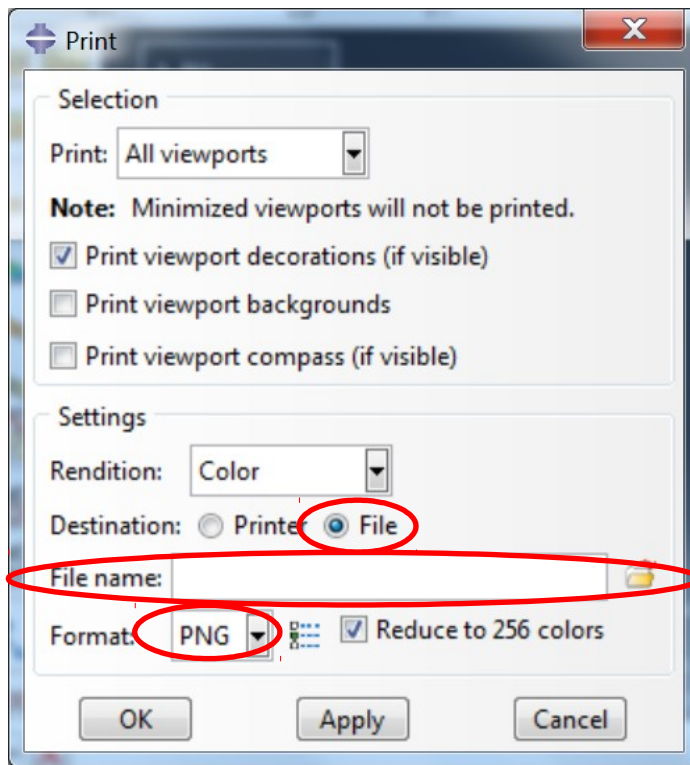 Print
Selection
Print: All viewports
Note: Minimized viewports will not be printed.
Print viewport decorations (if visible)
Print viewport backgrounds
Print viewport compass (if visible)
Settings
Rendition: Color
Destination: Printer File
File name:
Format: PNG Reduce to 256 colors
OK Apply Cancel